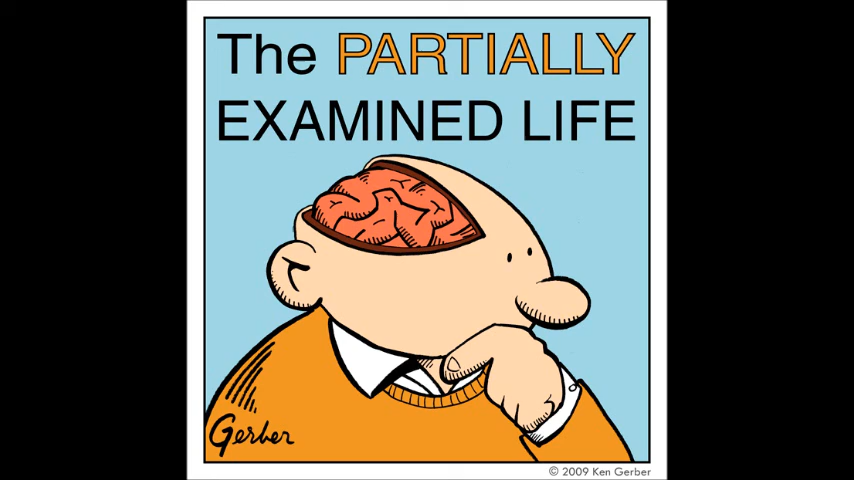 The PARTIALLY
EXAMINED LIFE
Gerber
© 2009 Ken Gerber